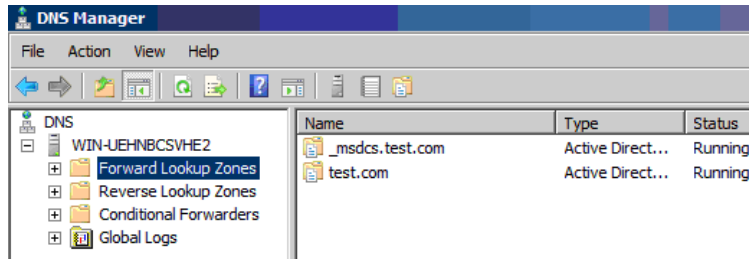 DNS Manager
File Action View Help
DNS
WIN-UEHNBCSVHE2
Forward Lookup Zones
Reverse Lookup Zones
Conditional Forwarders
Global Logs
Name Type Status
_msdcs.test.com Active Direct... Running
test.com Active Direct... Running